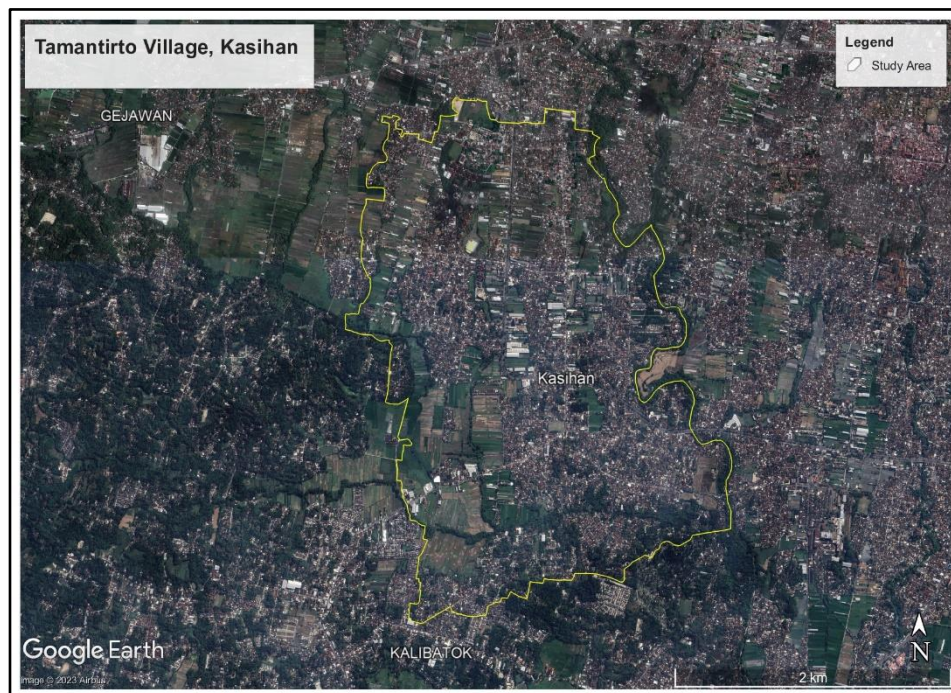 Tamantirto Village, Kasihan
Legend
Study Area
GEJAWAN
Kasihan
KALIBATOK
Google Earth
Image © 2023 Airbus
N
2 km